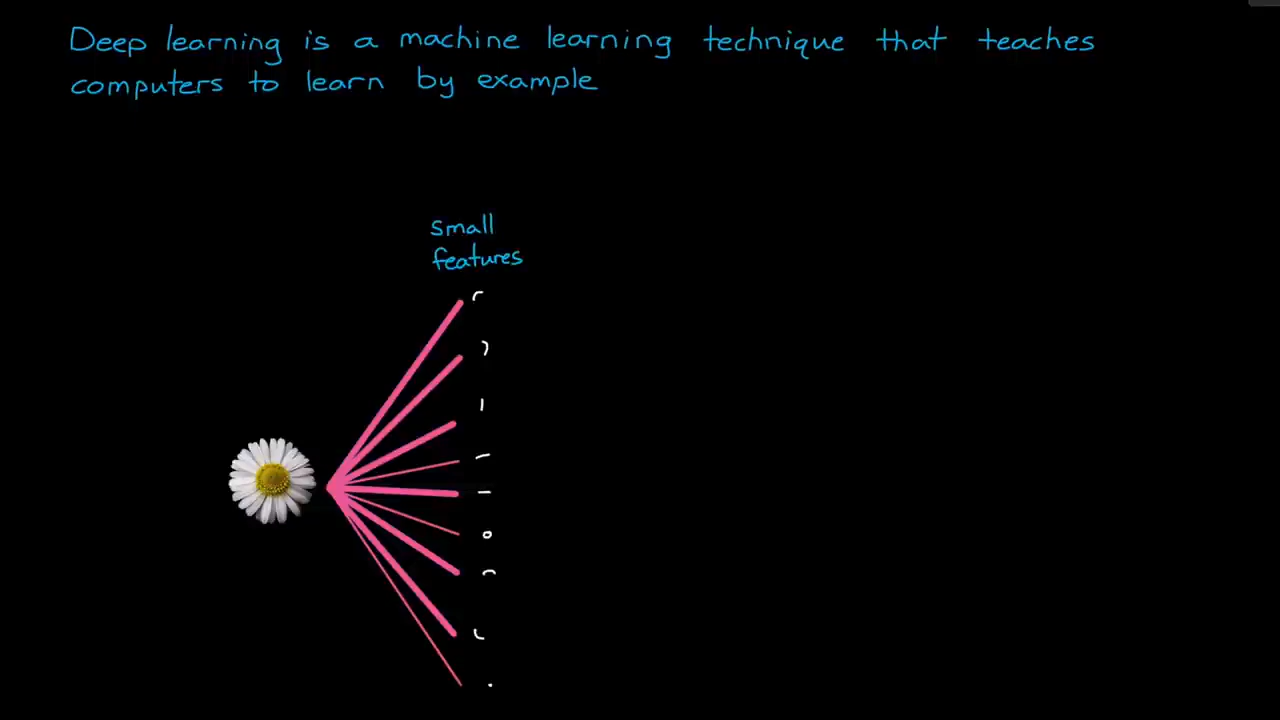 Deep learning is a machine learning technique that teaches
computers to learn by example
small
features